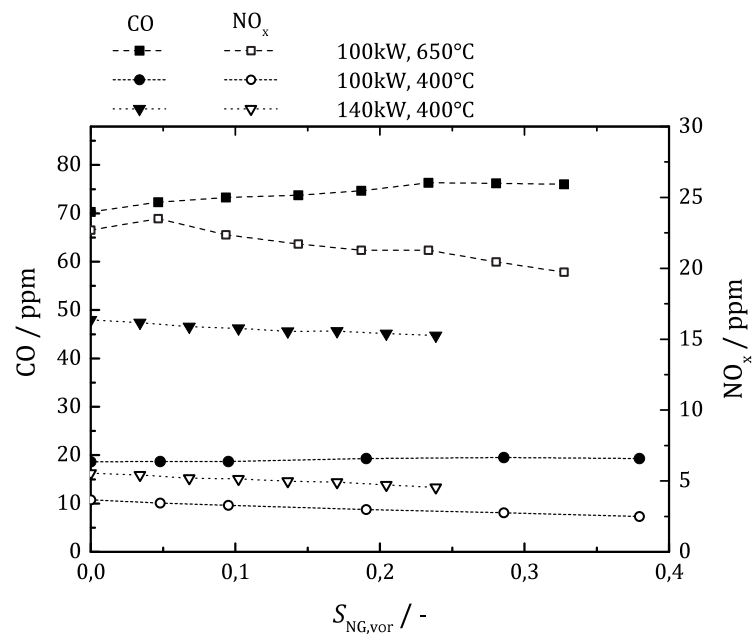 CO NOx
100kW, 650°C
100kW, 400°C
140kW, 400°C
80
70
60
50
40
30
20
10
0
CO / ppm
30
25
20
15
10
5
0
NOx / ppm
0,0 0,1 0,2 0,3 0,4
SNG,vor / -